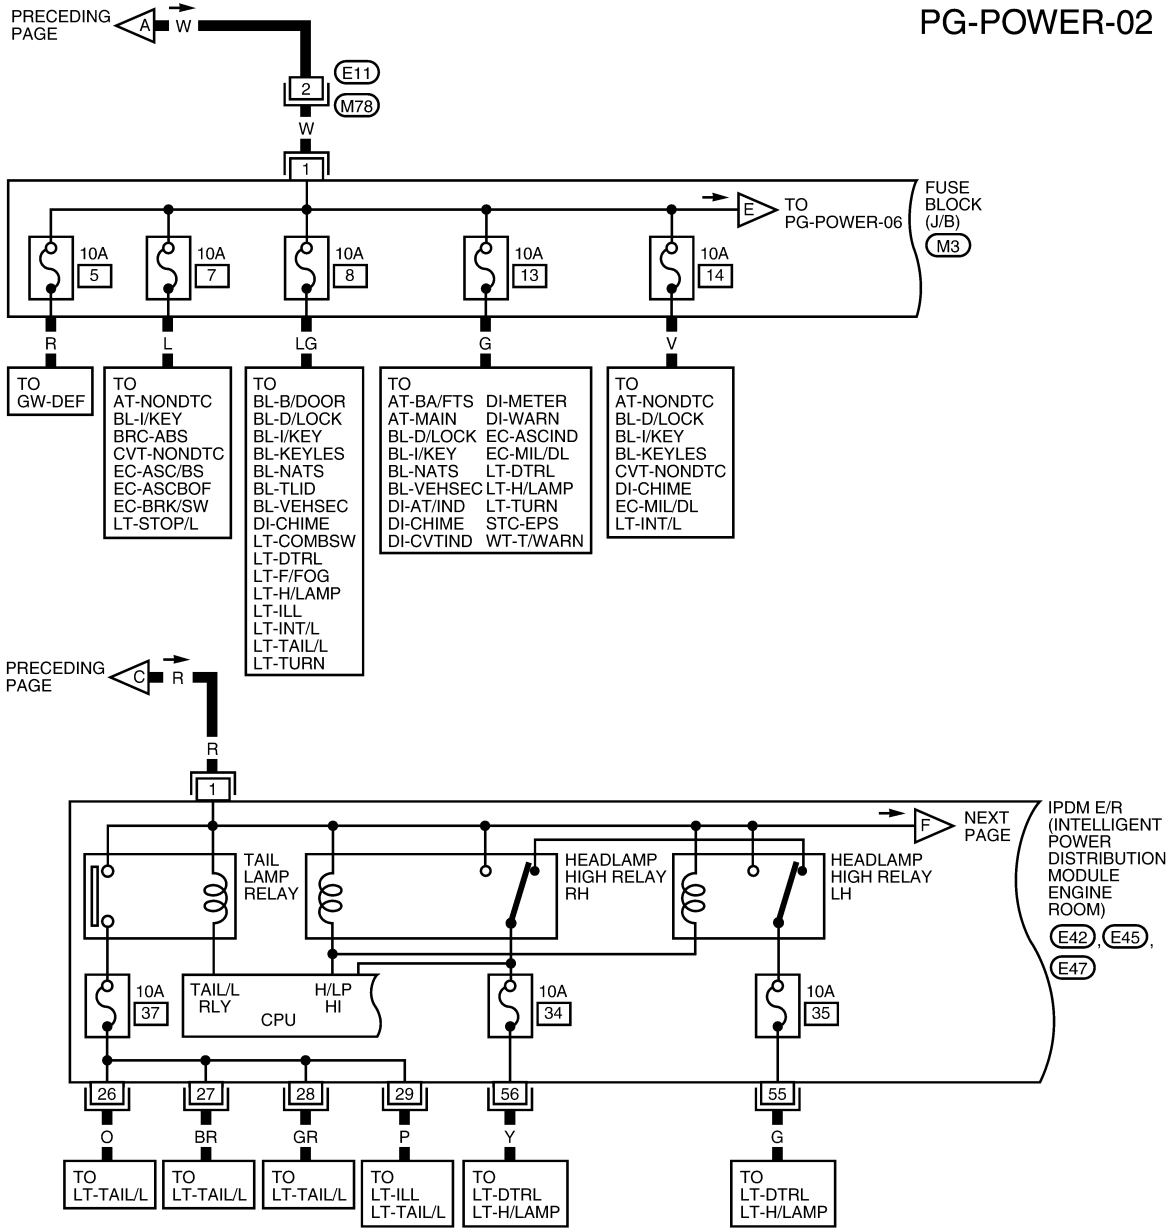 PG-POWER-02
PRECEDING
PAGE
A
W
2
E11
M78
W
1
FUSE
BLOCK
(J/B)
M3
E
TO
PG-POWER-06
10A
5
10A
7
10A
8
10A
13
10A
14
R
L
LG
G
V
TO
GW-DEF
TO
AT-NONDTC
BL-I/KEY
BRC-ABS
CVT-NONDTC
EC-ASC/BS
EC-ASCBOF
EC-BRK/SW
LT-STOP/L
TO
BL-B/DOOR
BL-D/LOCK
BL-I/KEY
BL-KEYLES
BL-NATS
BL-TLID
BL-VEHSEC
DI-CHIME
LT-COMBSW
LT-DTRL
LT-F/FOG
LT-H/LAMP
LT-ILL
LT-INT/L
LT-TAIL/L
LT-TURN
TO
AT-BA/FTS DI-METER
AT-MAIN DI-WARN
BL-D/LOCK EC-ASCIND
BL-I/KEY EC-MIL/DL
BL-NATS LT-DTRL
BL-VEHSEC LT-H/LAMP
DI-AT/IND LT-TURN
DI-CHIME STC-EPS
DI-CVTIND WT-T/WARN
TO
AT-NONDTC
BL-D/LOCK
BL-I/KEY
BL-KEYLES
CVT-NONDTC
DI-CHIME
EC-MIL/DL
LT-INT/L
PRECEDING
PAGE
C
R
R
1
F
NEXT
PAGE
IPDM E/R
(INTELLIGENT
POWER
DISTRIBUTION
MODULE
ENGINE
ROOM)
E42 , E45 ,
E47
TAIL
LAMP
RELAY
HEADLAMP
HIGH RELAY
RH
HEADLAMP
HIGH RELAY
LH
10A
37
TAIL/L
RLY
H/LP
HI
CPU
10A
34
10A
35
26
27
28
29
56
55
O
BR
GR
P
Y
G
TO
LT-TAIL/L
TO
LT-TAIL/L
TO
LT-TAIL/L
TO
LT-ILL
LT-TAIL/L
TO
LT-DTRL
LT-H/LAMP
TO
LT-DTRL
LT-H/LAMP